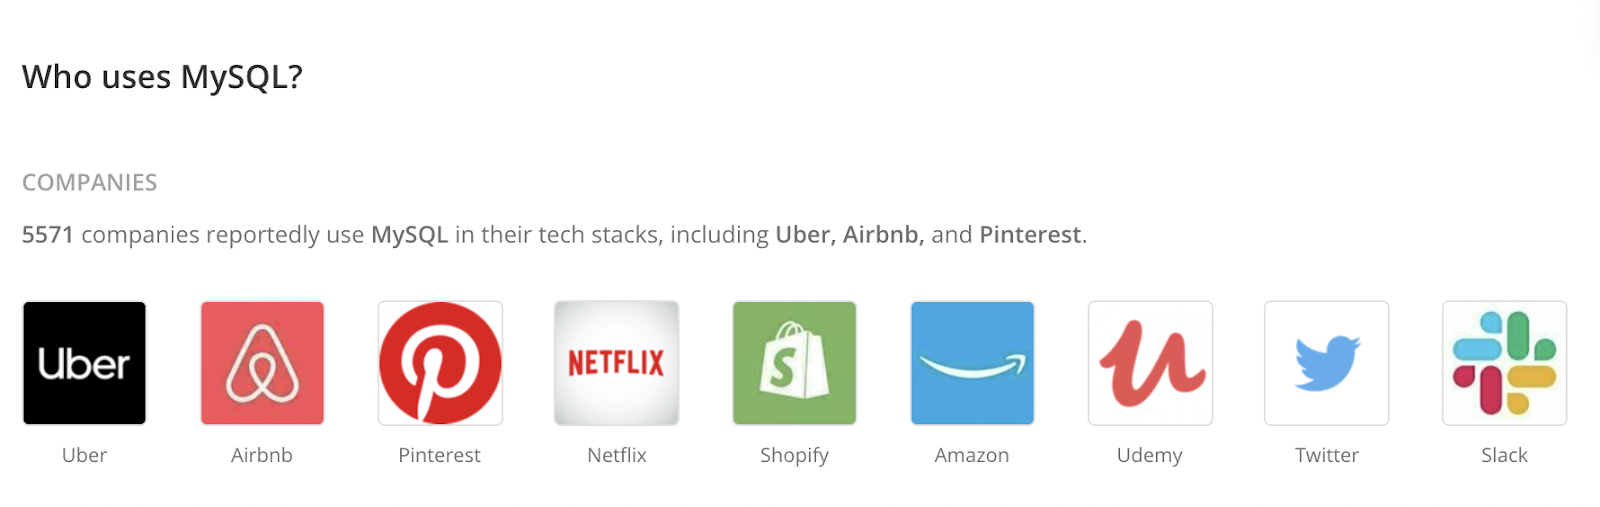 Who uses MySQL?
COMPANIES
5571 companies reportedly use MySQL in their tech stacks, including Uber, Airbnb, and Pinterest.
Uber
NETFLIX
Uber Airbnb Pinterest Netflix Shopify Amazon Udemy Twitter Slack